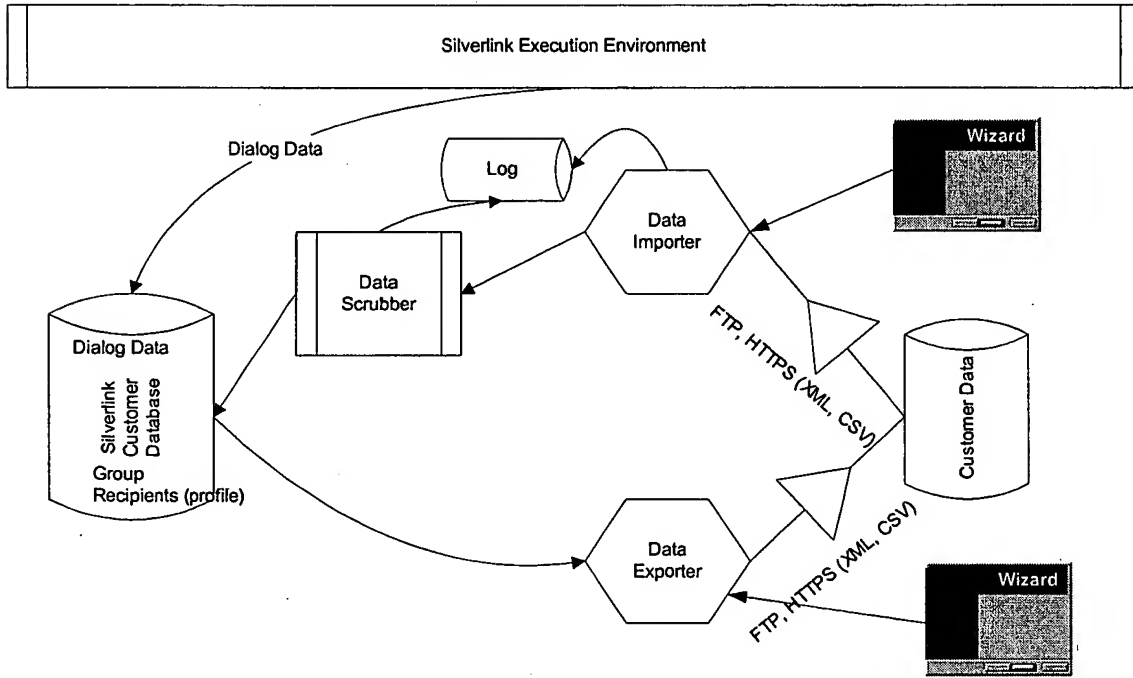 Silverlink Execution Environment
Dialog Data
Log
Wizard
Data
Importer
Data
Scrubber
FTP, HTTPS (XML, CSV)
Customer Data
Dialog Data
Silverlink
Customer
Database
Group
Recipients (profile)
Data
Exporter
FTP, HTTPS (XML, CSV)
Wizard